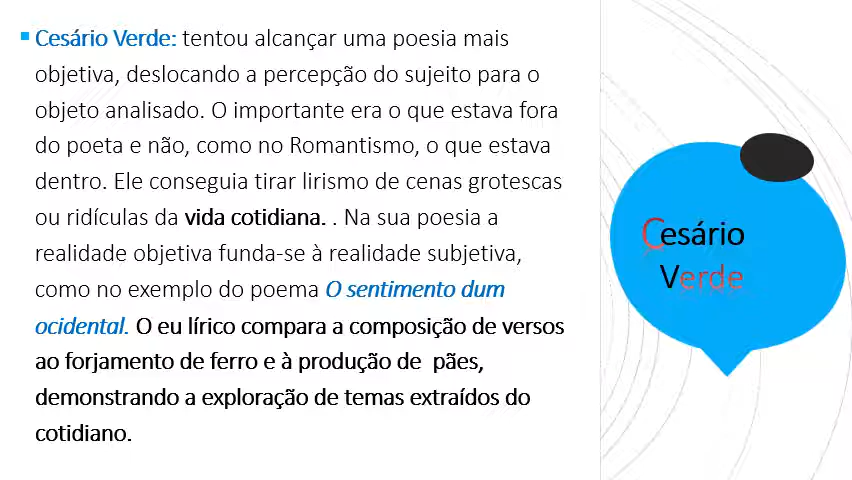 Cesário Verde: tentou alcançar uma poesia mais
objetiva, deslocando a percepção do sujeito para o
objeto analisado. O importante era o que estava fora
do poeta e não, como no Romantismo, o que estava
dentro. Ele conseguia tirar lirismo de cenas grotescas
ou ridículas da vida cotidiana. . Na sua poesia a
realidade objetiva funda-se à realidade subjetiva,
como no exemplo do poema O sentimento dum
ocidental. O eu lírico compara a composição de versos
ao forjamento de ferro e à produção de pães,
demonstrando a exploração de temas extraídos do
cotidiano.
Cesário
Verde